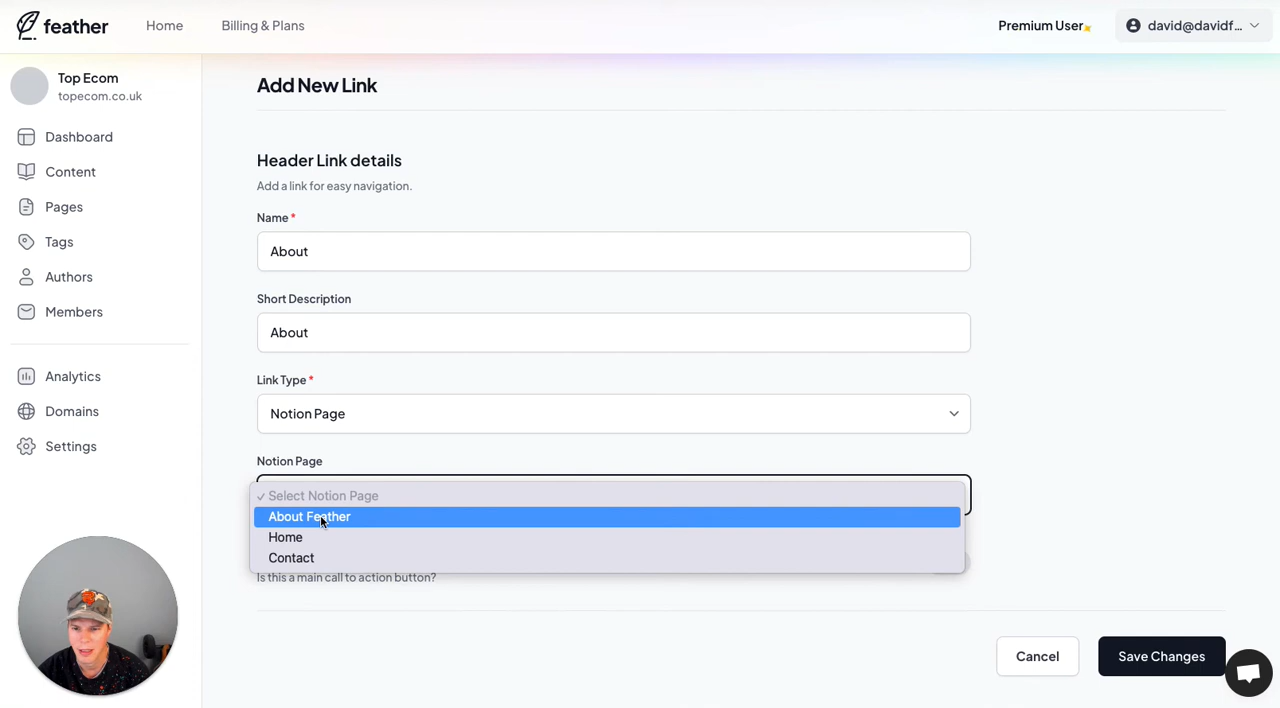 feather
Home
Billing & Plans
Premium User
david@davidf...
Top Ecom
topecom.co.uk
Dashboard
Content
Pages
Tags
Authors
Members
Analytics
Domains
Settings
Add New Link
Header Link details
Add a link for easy navigation.
Name *
About
Short Description
About
Link Type *
Notion Page
Notion Page
✓ Select Notion Page
About Feather
Home
Contact
Is this a main call to action button?
Cancel
Save Changes